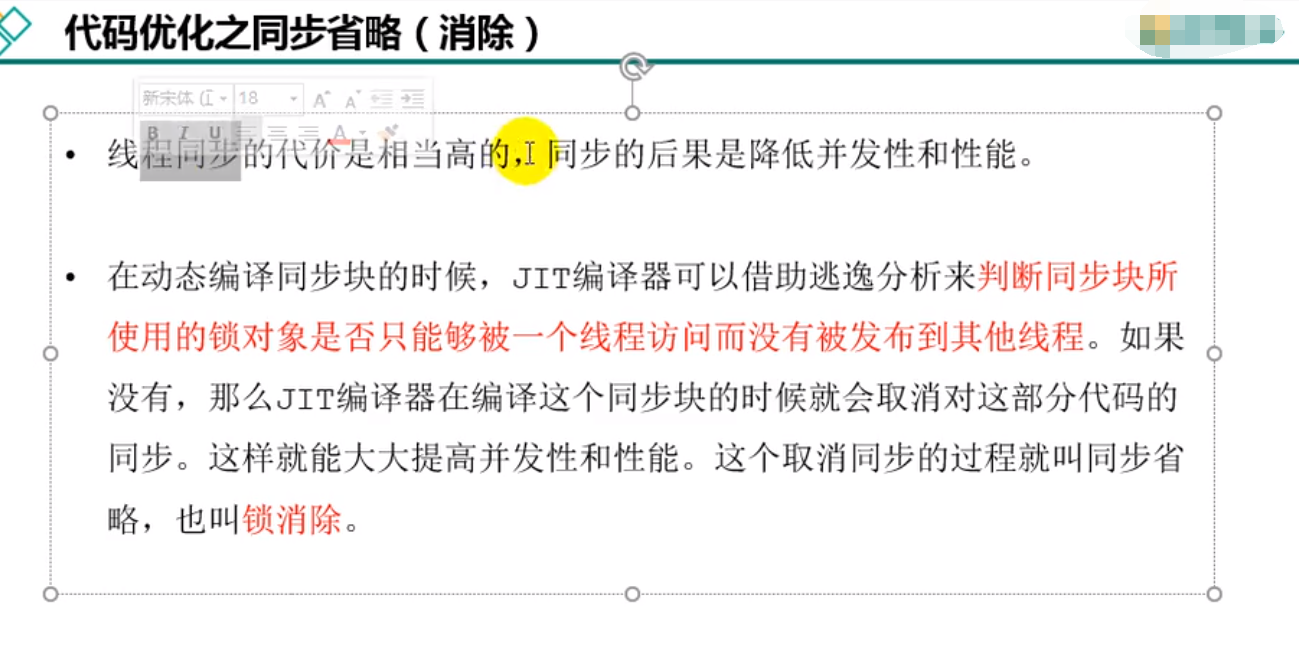 代码优化之同步省略（消除）
新宋体 (I 18
B I U A
• 线程同步的代价是相当高的，同步的后果是降低并发性和性能。
• 在动态编译同步块的时候，JIT编译器可以借助逃逸分析来判断同步块所
使用的锁对象是否只能够被一个线程访问而没有被发布到其他线程。如果
没有，那么JIT编译器在编译这个同步块的时候就会取消对这部分代码的
同步。这样就能大大提高并发性和性能。这个取消同步的过程就叫同步省
略，也叫锁消除。